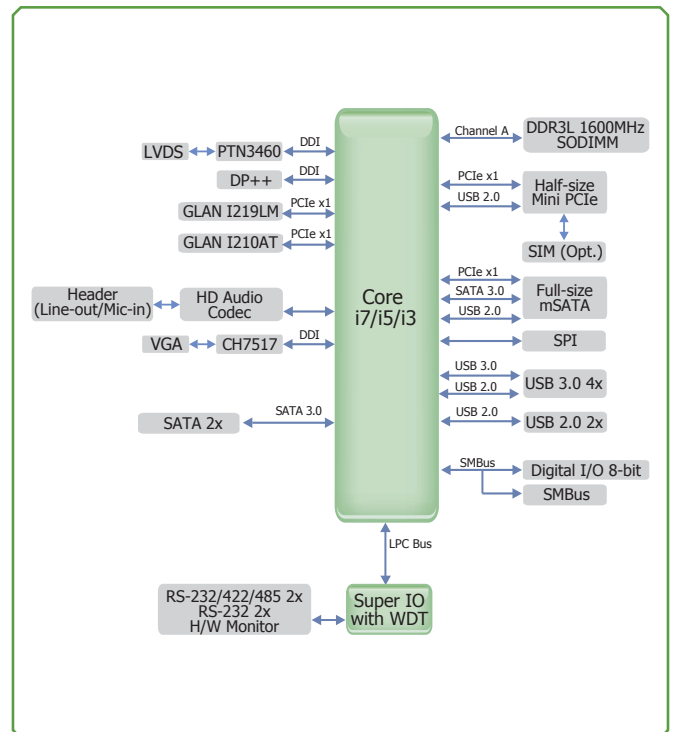 DDI
LVDS
PTN3460
DDI
DP++
PCIe x1
GLAN I219LM
PCIe x1
GLAN I210AT
Header
(Line-out/Mic-in)
HD Audio
Codec
DDI
VGA
CH7517
SATA 3.0
SATA 2x
Core
i7/i5/i3
Channel A
DDR3L 1600MHz
SODIMM
PCIe x1
USB 2.0
Half-size
Mini PCIe
SIM (Opt.)
PCIe x1
SATA 3.0
USB 2.0
Full-size
mSATA
SPI
USB 3.0
USB 2.0
USB 3.0 4x
USB 2.0
USB 2.0 2x
SMBus
Digital I/O 8-bit
SMBus
LPC Bus
RS-232/422/485 2x
RS-232 2x
H/W Monitor
Super IO
with WDT